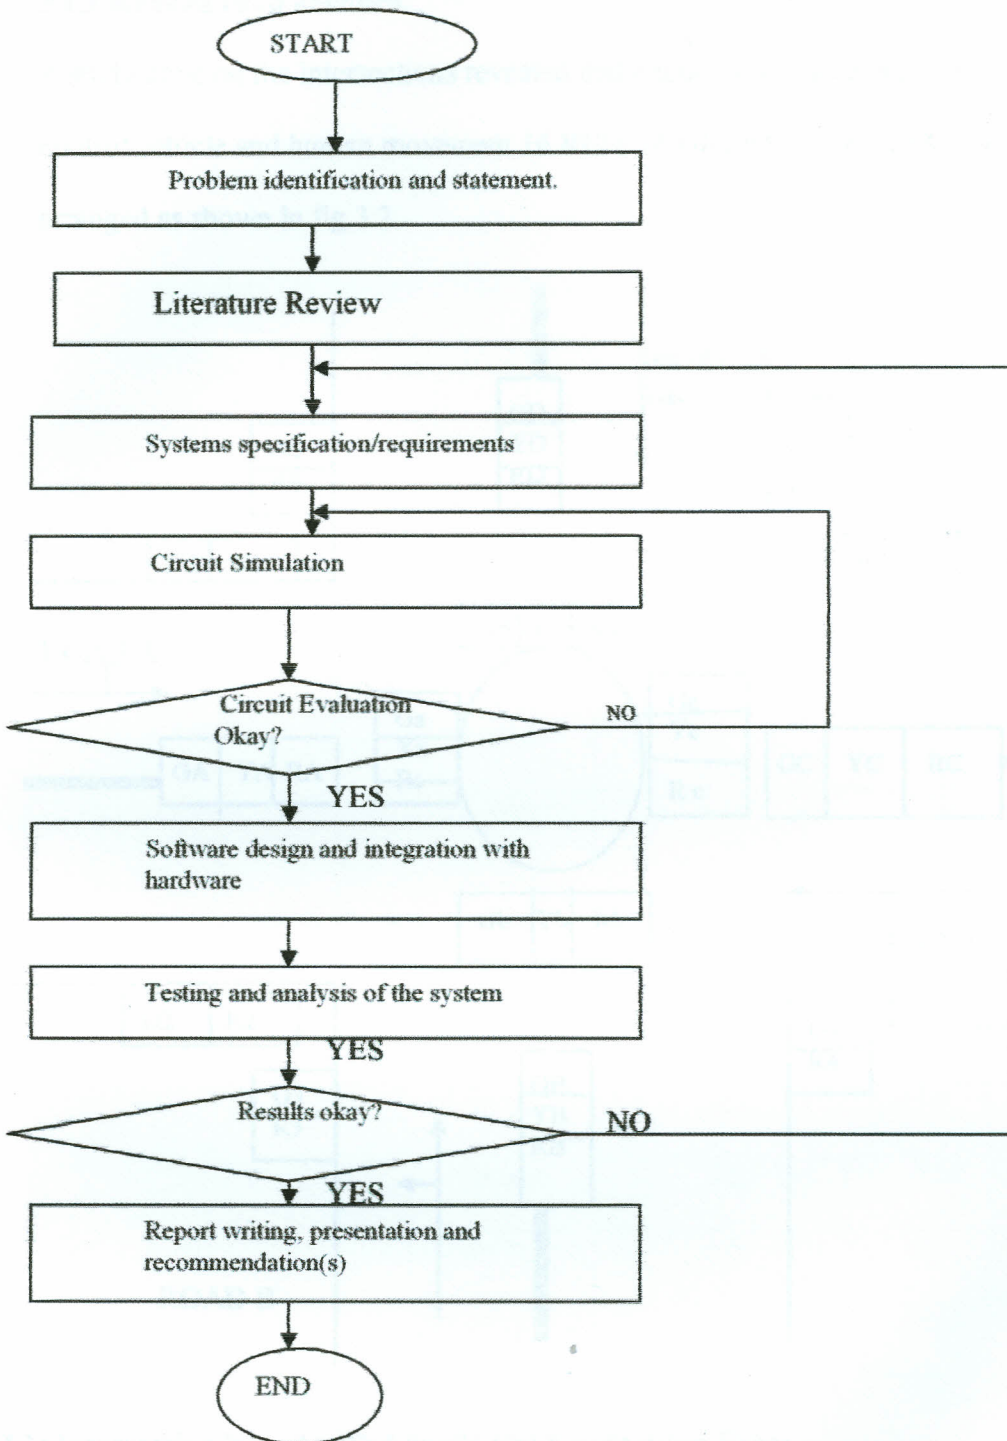 START
Problem identification and statement.
Literature Review
Systems specification/requirements
Circuit Simulation
Circuit Evaluation
Okay?
NO
YES
Software design and integration with
hardware
Testing and analysis of the system
YES
Results okay?
NO
YES
Report writing, presentation and
recommendation(s)
END